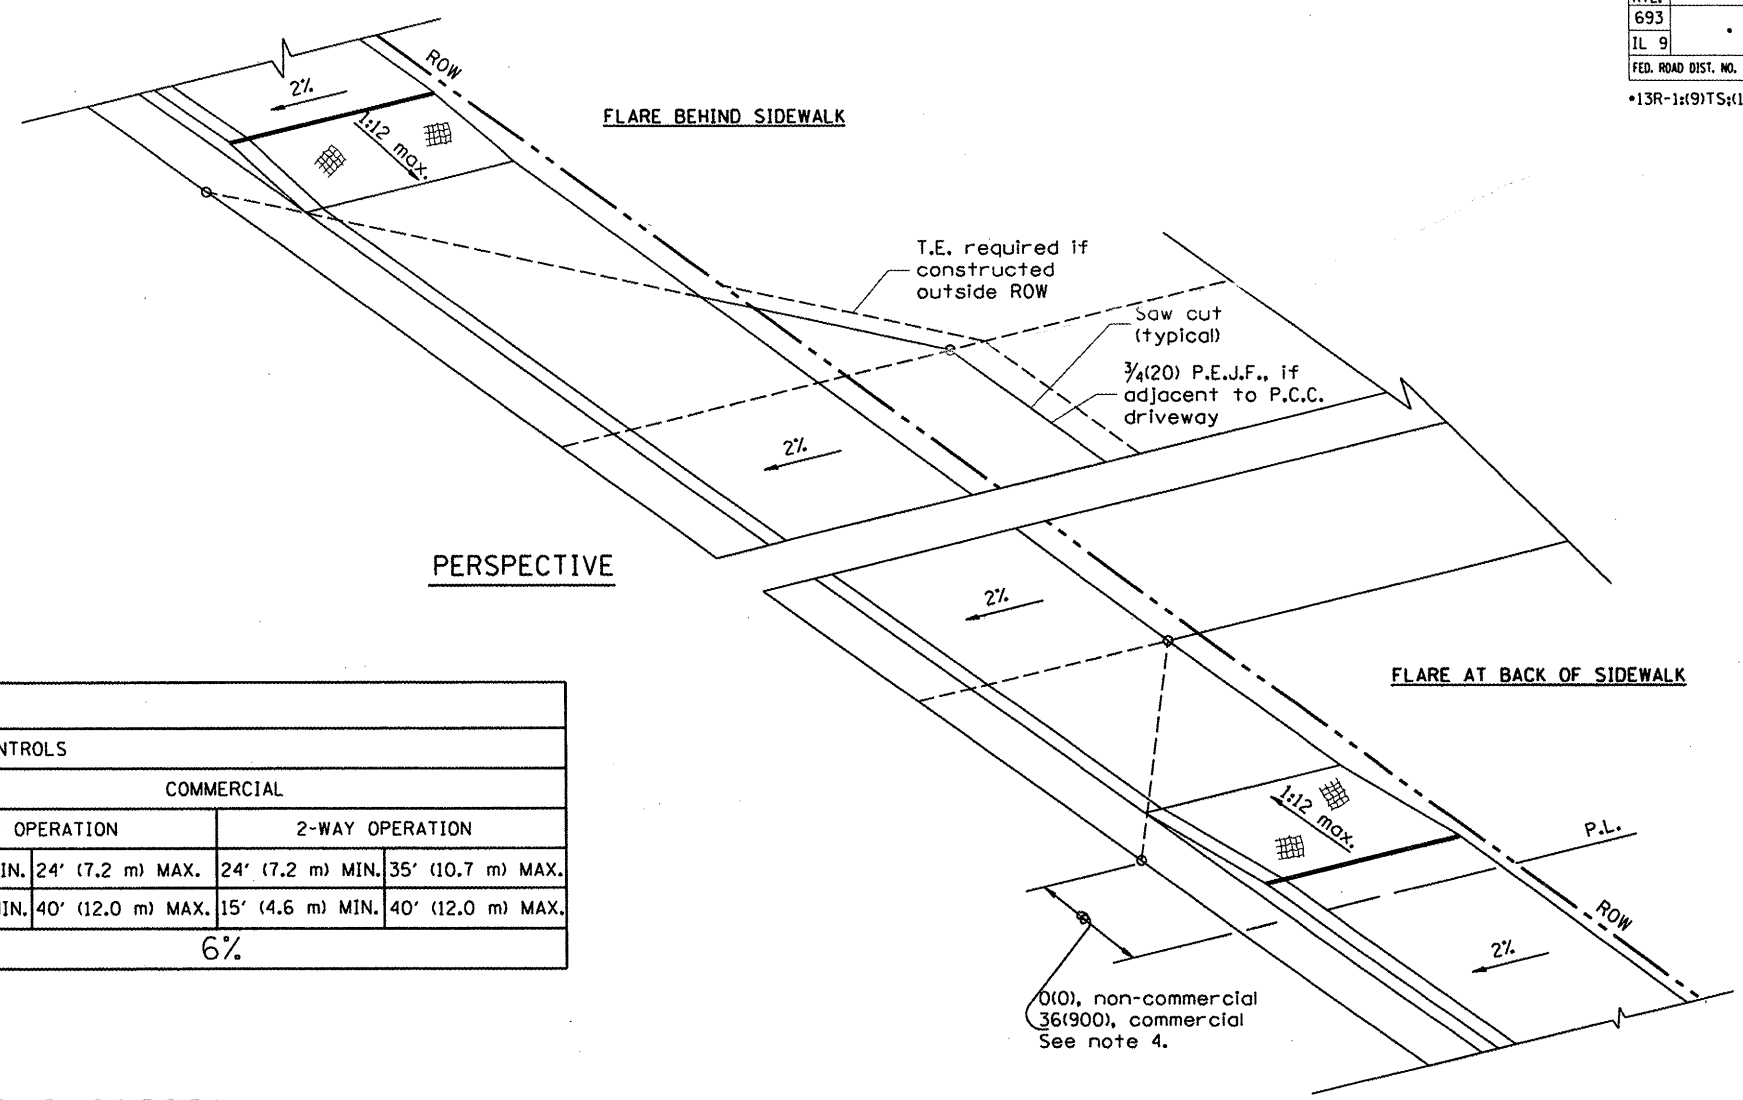 693
IL 9
FED. ROAD DIST. NO.
•13R-1:(9)TS;(1
ROW
2%
FLARE BEHIND SIDEWALK
1:12 max.
T.E. required if
constructed
outside ROW
Saw cut
(typical)
3/4(20) P.E.J.F., if
adjacent to P.C.C.
driveway
2%
PERSPECTIVE
2%
FLARE AT BACK OF SIDEWALK
NTROLS
COMMERCIAL
OPERATION 2-WAY OPERATION
IN. 24' (7.2 m) MAX. 24' (7.2 m) MIN. 35' (10.7 m) MAX.
IN. 40' (12.0 m) MAX. 15' (4.6 m) MIN. 40' (12.0 m) MAX.
6%
1:12 max.
P.L.
ROW
2%
0(0), non-commercial
36(900), commercial
See note 4.